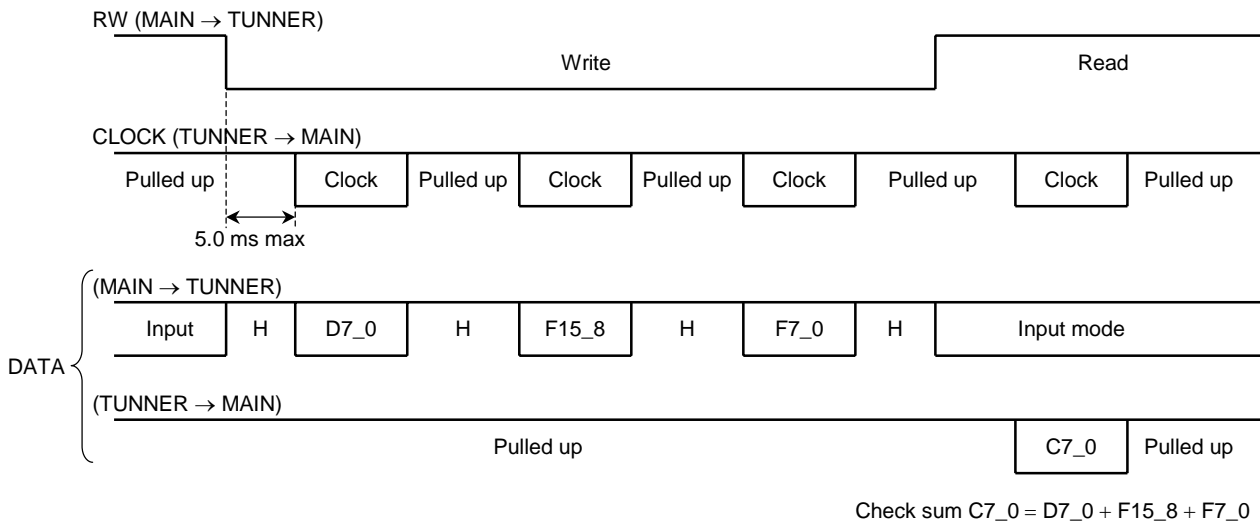 RW (MAIN → TUNNER)
Write Read
CLOCK (TUNNER → MAIN)
Pulled up Clock Pulled up Clock Pulled up Clock Pulled up Clock Pulled up
5.0 ms max
(MAIN → TUNNER)
Input H D7_0 H F15_8 H F7_0 H Input mode
DATA
(TUNNER → MAIN)
Pulled up C7_0 Pulled up
Check sum C7_0 = D7_0 + F15_8 + F7_0